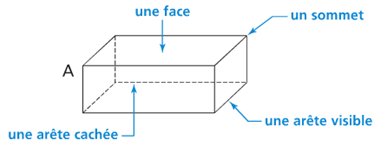 une face
un sommet
A
une arête visible
une arête cachée